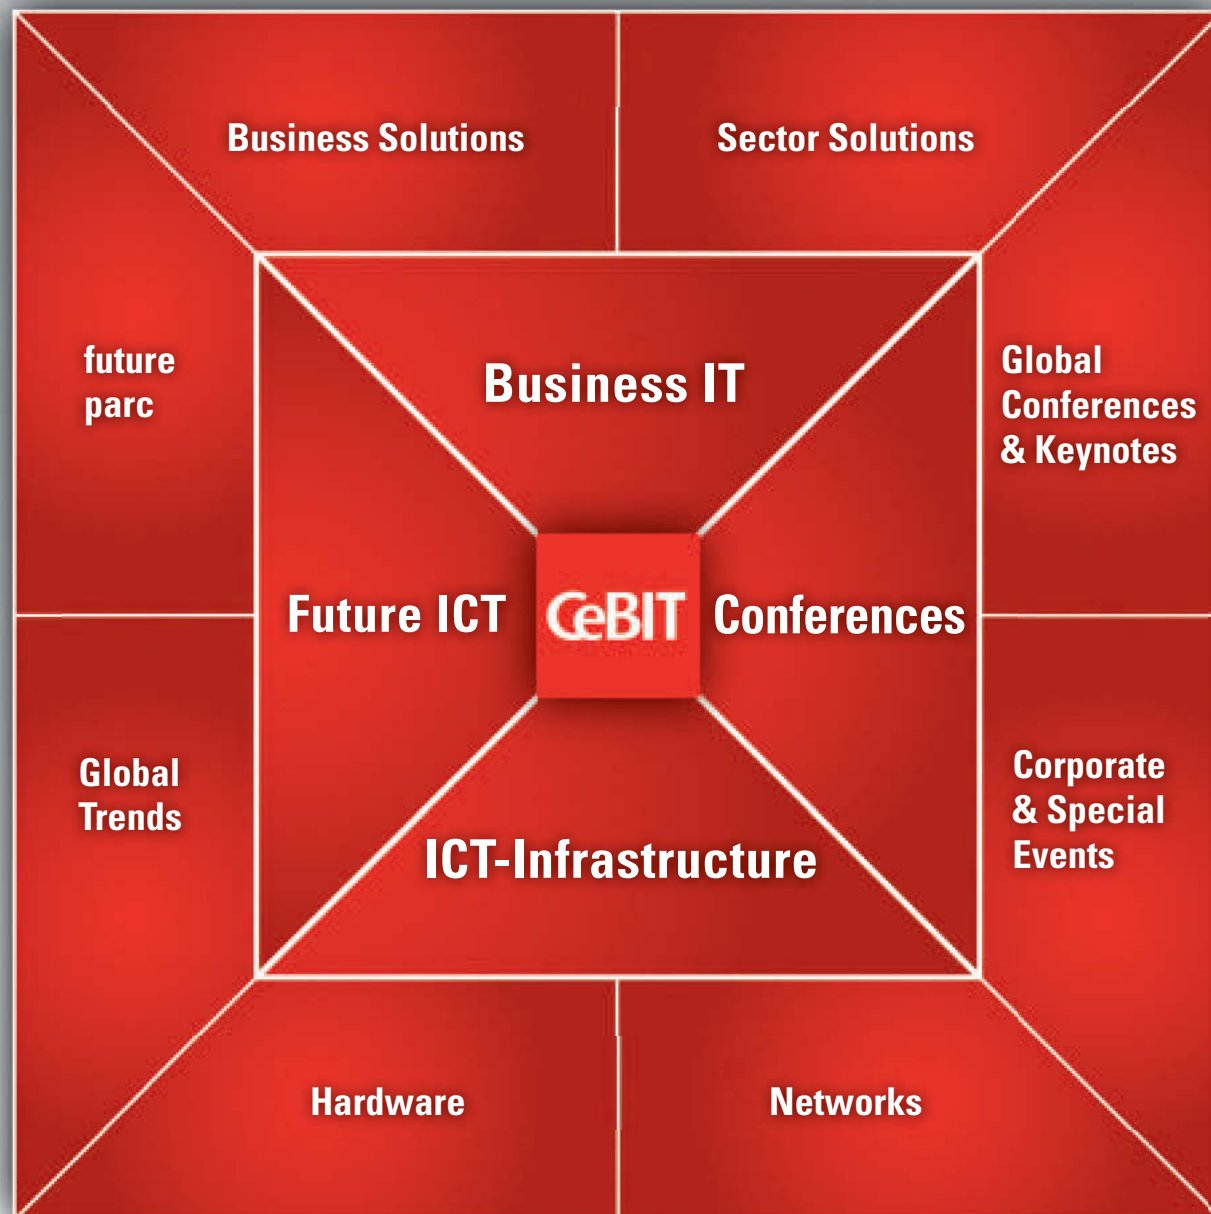 Business Solutions
Sector Solutions
future
parc
Global
Conferences
& Keynotes
Business IT
Future ICT
CeBIT
Conferences
Global
Trends
Corporate
& Special
Events
ICT-Infrastructure
Hardware
Networks